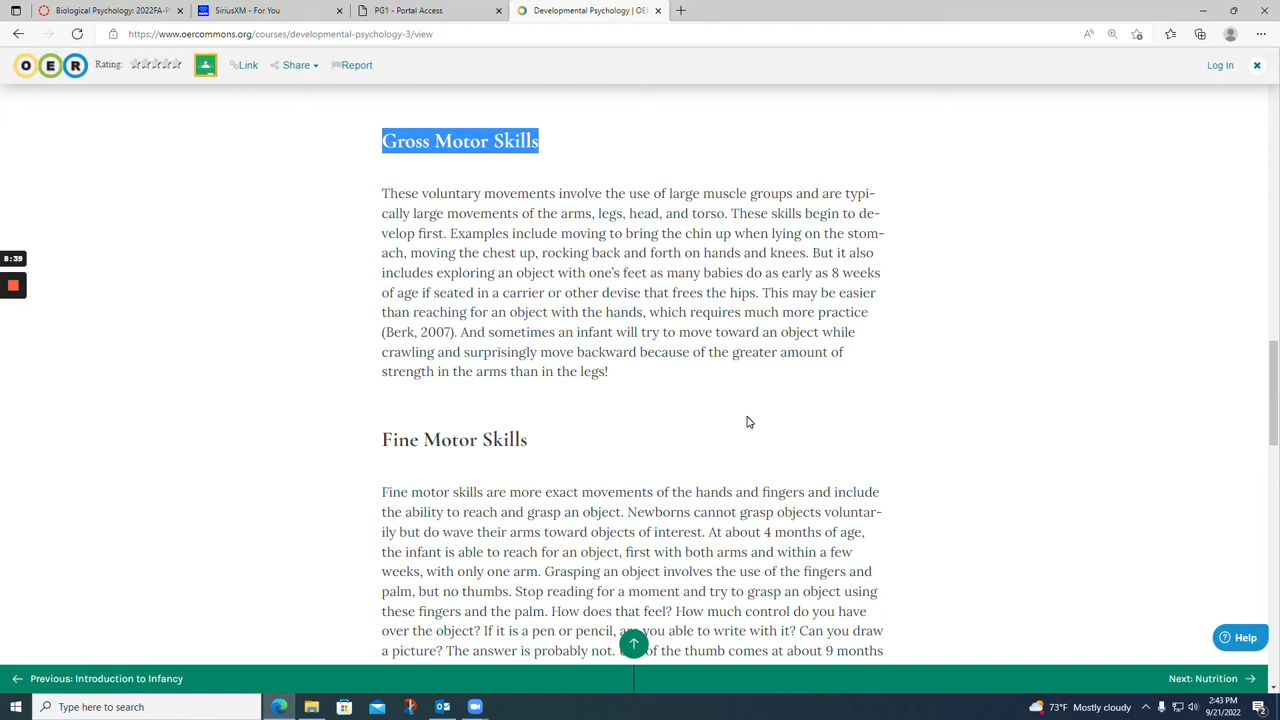 Biological Psychology: 2022FA-P
SiriusXM - For You
PG1 - Portal Access
Developmental Psychology | OER
https://www.oercommons.org/courses/developmental-psychology-3/view
OER Rating: Link Share Report Log In
Gross Motor Skills
8:39
These voluntary movements involve the use of large muscle groups and are typi-
cally large movements of the arms, legs, head, and torso. These skills begin to de-
velop first. Examples include moving to bring the chin up when lying on the stom-
ach, moving the chest up, rocking back and forth on hands and knees. But it also
includes exploring an object with one's feet as many babies do as early as 8 weeks
of age if seated in a carrier or other devise that frees the hips. This may be easier
than reaching for an object with the hands, which requires much more practice
(Berk, 2007). And sometimes an infant will try to move toward an object while
crawling and surprisingly move backward because of the greater amount of
strength in the arms than in the legs!
Fine Motor Skills
Fine motor skills are more exact movements of the hands and fingers and include
the ability to reach and grasp an object. Newborns cannot grasp objects voluntar-
ily but do wave their arms toward objects of interest. At about 4 months of age,
the infant is able to reach for an object, first with both arms and within a few
weeks, with only one arm. Grasping an object involves the use of the fingers and
palm, but no thumbs. Stop reading for a moment and try to grasp an object using
these fingers and the palm. How does that feel? How much control do you have
over the object? If it is a pen or pencil, are you able to write with it? Can you draw
a picture? The answer is probably not. of the thumb comes at about 9 months
Help
Previous: Introduction to Infancy
Next: Nutrition
Type here to search
73°F Mostly cloudy
2:43 PM
9/21/2022
2